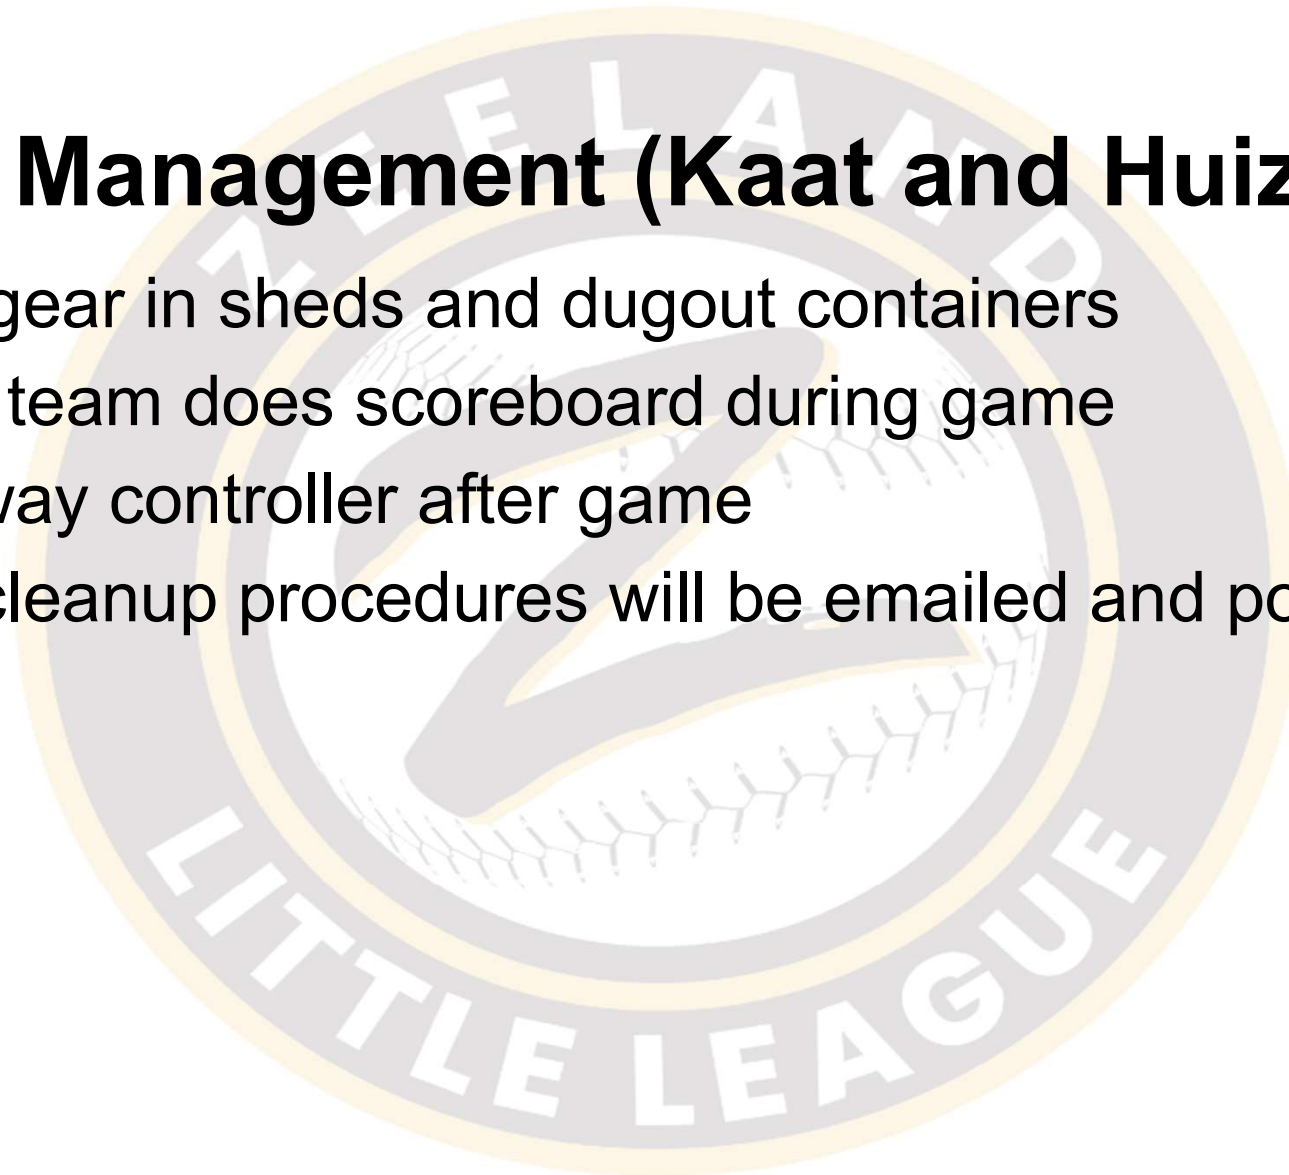 ZEELAND
Management (Kaat and Huiz
gear in sheds and dugout containers
team does scoreboard during game
way controller after game
cleanup procedures will be emailed and po
Z
LITTLE LEAGUE